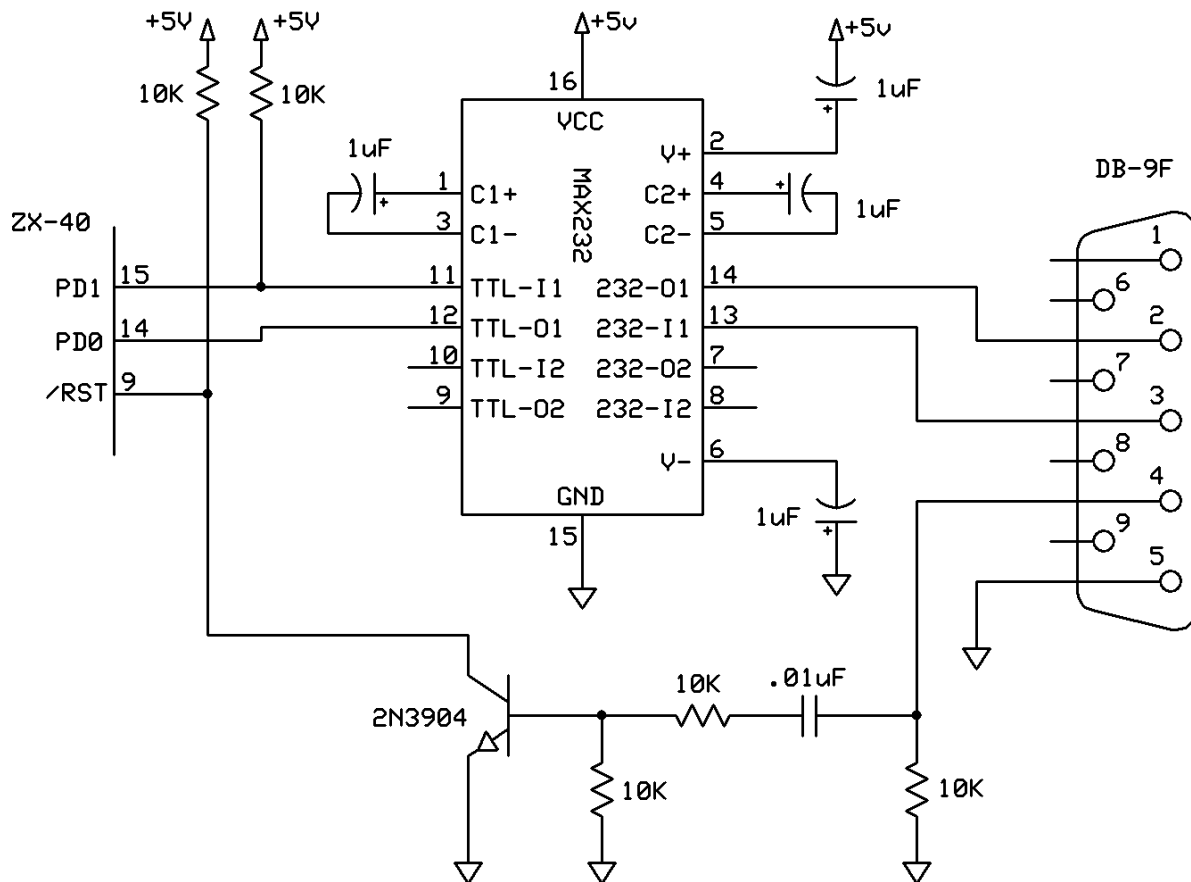 +5V +5V +5v +5v
10K 10K 16 1uF
VCC
1uF V+ 2
MAX232
DB-9F
1 C1+ C2+ 4
1uF
ZX-40 3 C1- C2- 5
1
PD1 15 11 TTL-I1 232-O1 14
6
PD0 14 12 TTL-O1 232-I1 13
2
10 TTL-I2 232-O2 7
7
/RST 9 9 TTL-O2 232-I2 8
3
V- 6
8
GND
4
15 1uF
9
5
10K .01uF
2N3904
10K 10K
+ + + +